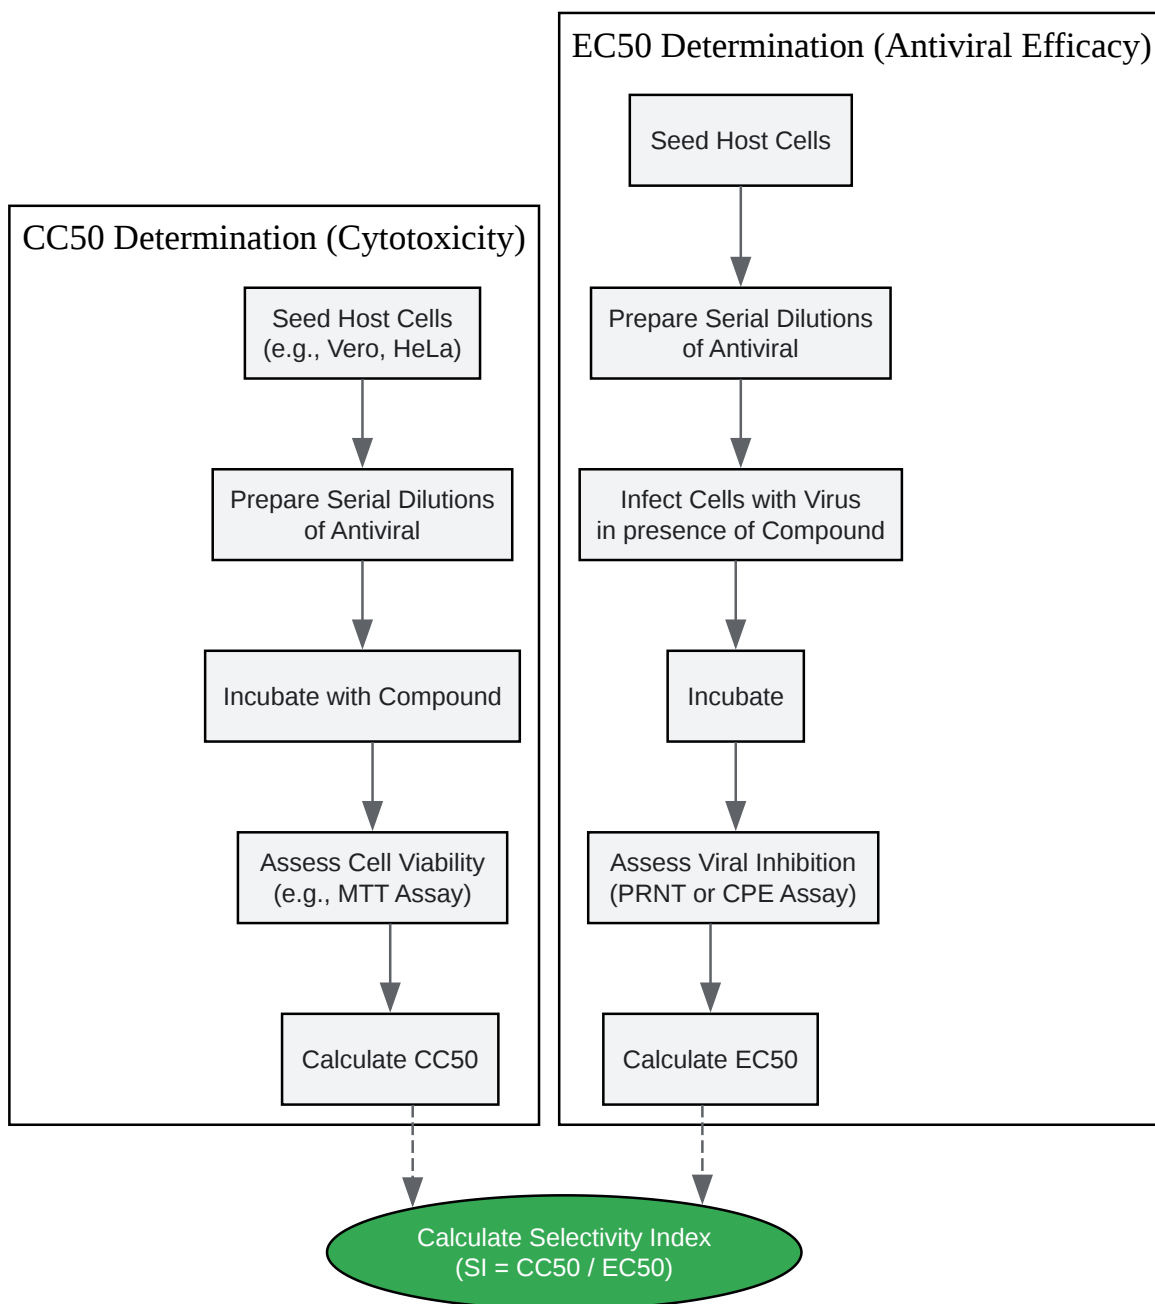 CC50 Determination (Cytotoxicity)
Seed Host Cells
(e.g., Vero, HeLa)
Prepare Serial Dilutions
of Antiviral
Incubate with Compound
Assess Cell Viability
(e.g., MTT Assay)
Calculate CC50
EC50 Determination (Antiviral Efficacy)
Seed Host Cells
Prepare Serial Dilutions
of Antiviral
Infect Cells with Virus
in presence of Compound
Incubate
Assess Viral Inhibition
(PRNT or CPE Assay)
Calculate EC50
Calculate Selectivity Index
(SI = CC50 / EC50)